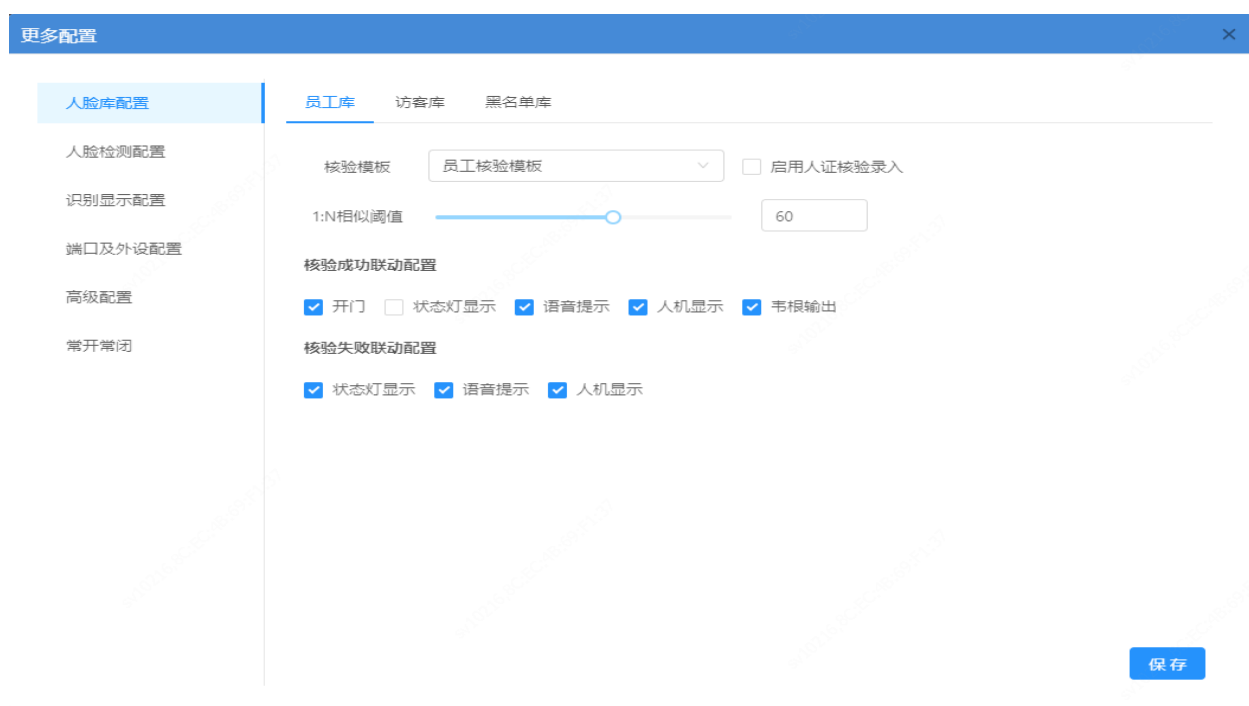 更多配置
人脸库配置
人脸检测配置
识别显示配置
端口及外设配置
高级配置
常开常闭
员工库 访客库 黑名单库
核验模板 员工核验模板 启用人证核验录入
1:N相似阈值 60
核验成功联动配置
开门 状态灯显示 语音提示 人机显示 韦根输出
核验失败联动配置
状态灯显示 语音提示 人机显示
保存